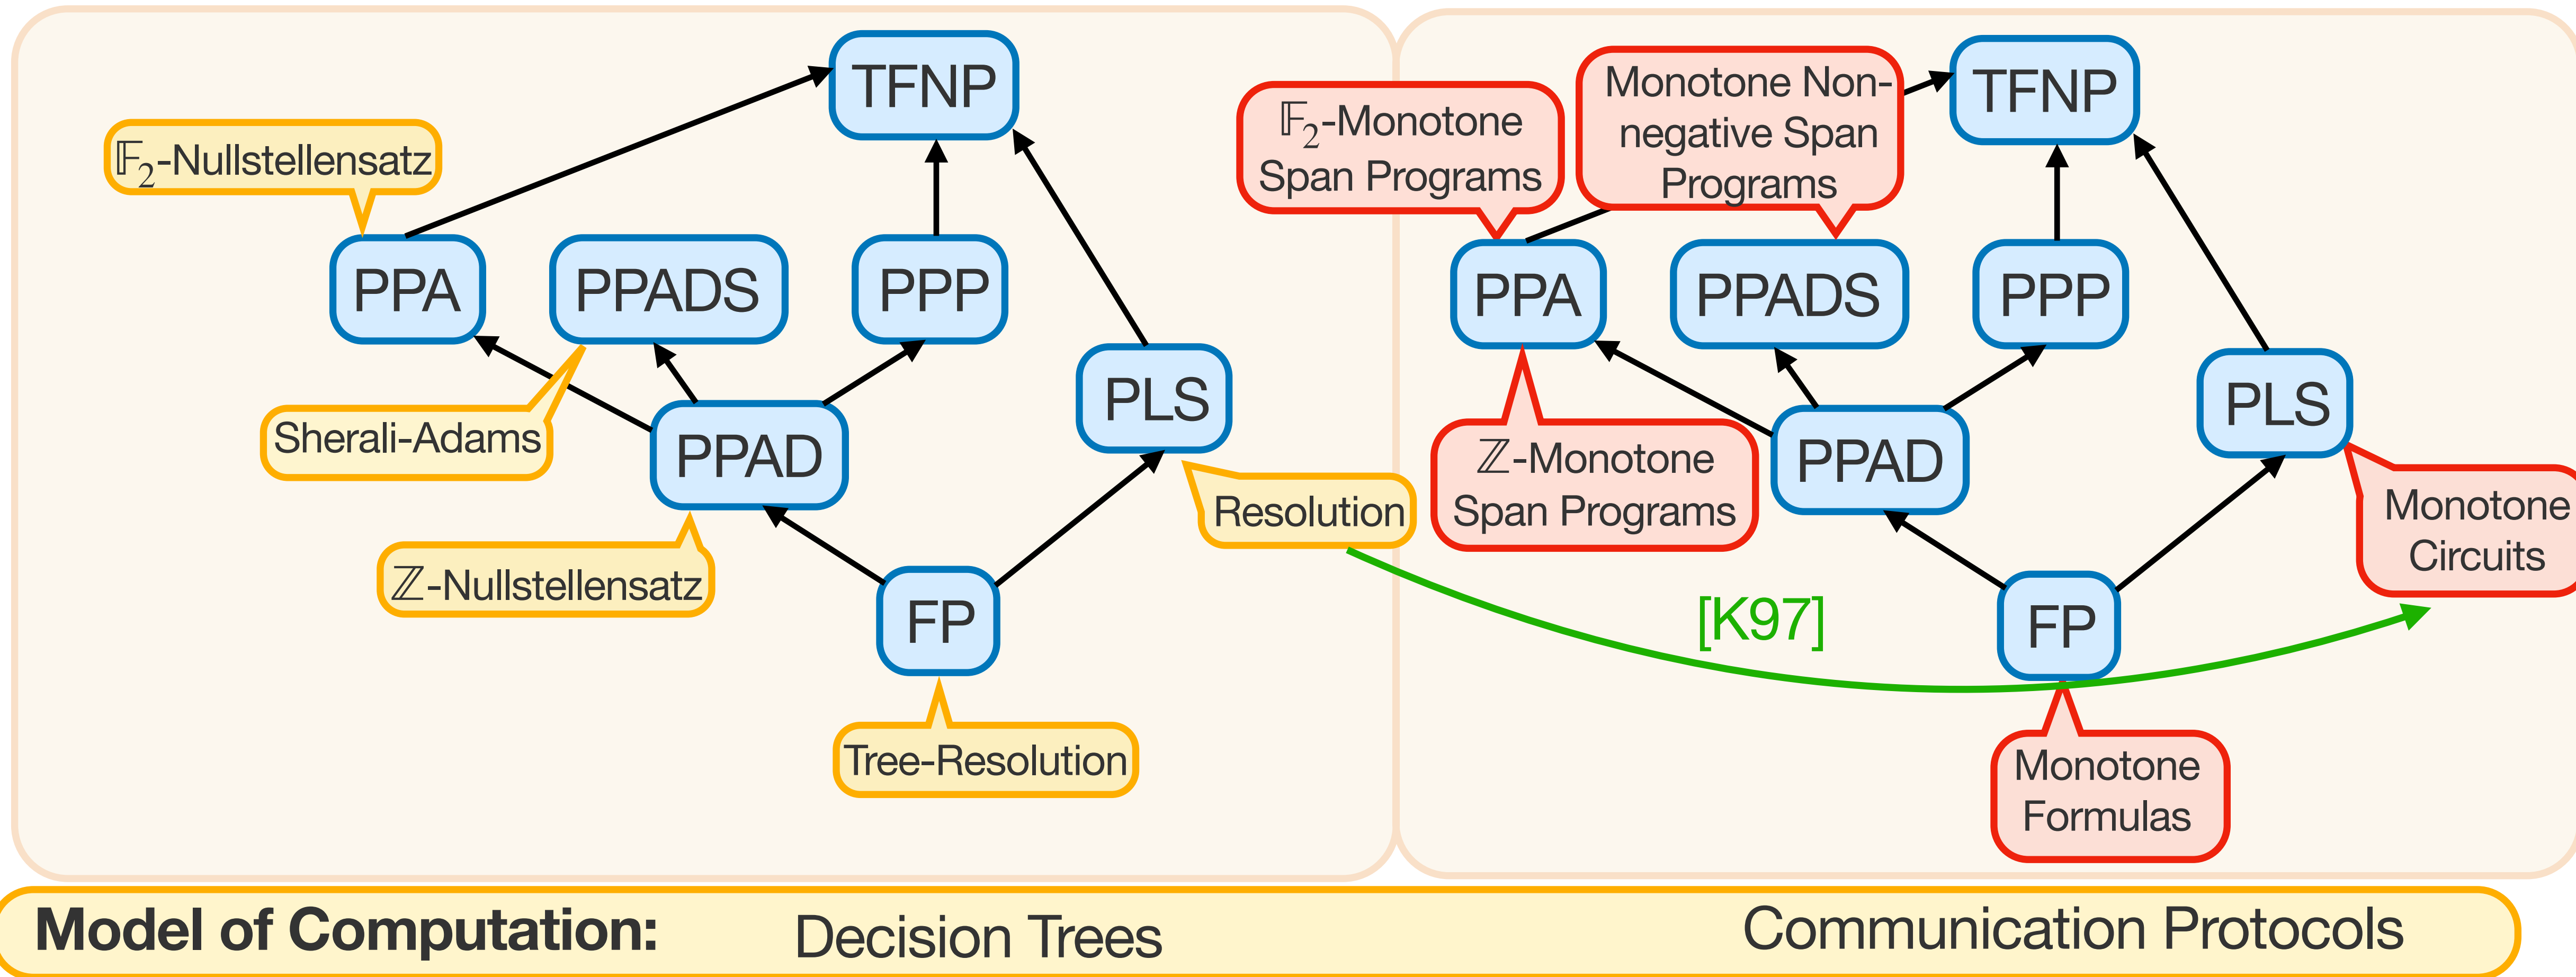 TFNP
𝔽₂-Nullstellensatz
PPA
PPADS
PPP
PLS
Sherali-Adams
PPAD
Resolution
ℤ-Nullstellensatz
FP
Tree-Resolution
𝔽₂-Monotone
Span Programs
Monotone Non-
negative Span
Programs
TFNP
PPA
PPADS
PPP
PLS
ℤ-Monotone
Span Programs
PPAD
Monotone
Circuits
[K97]
FP
Monotone
Formulas
Model of Computation:
Decision Trees
Communication Protocols